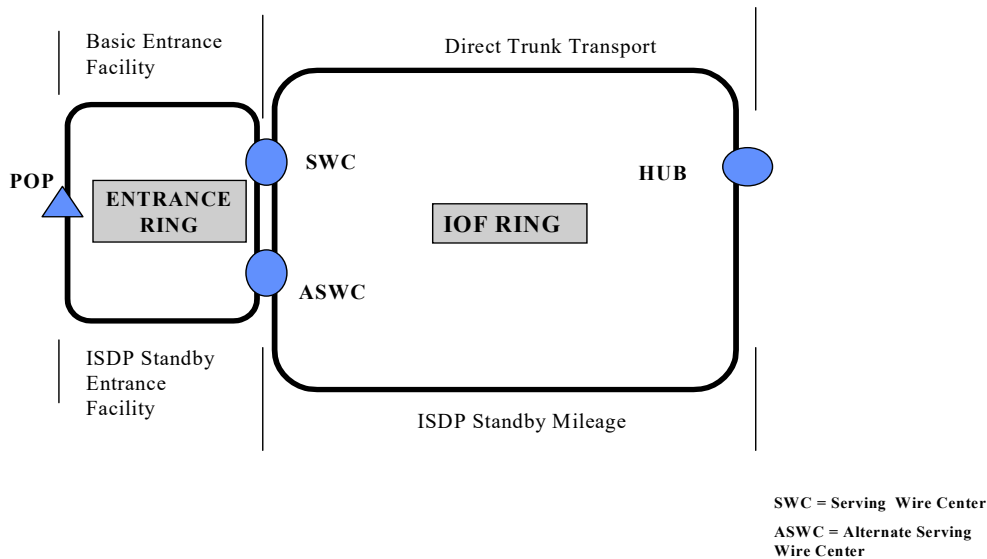 Basic Entrance
Facility
Direct Trunk Transport
SWC
HUB
POP
ENTRANCE
RING
IOF RING
ASWC
ISDP Standby
Entrance
Facility
ISDP Standby Mileage
SWC = Serving Wire Center
ASWC = Alternate Serving
Wire Center